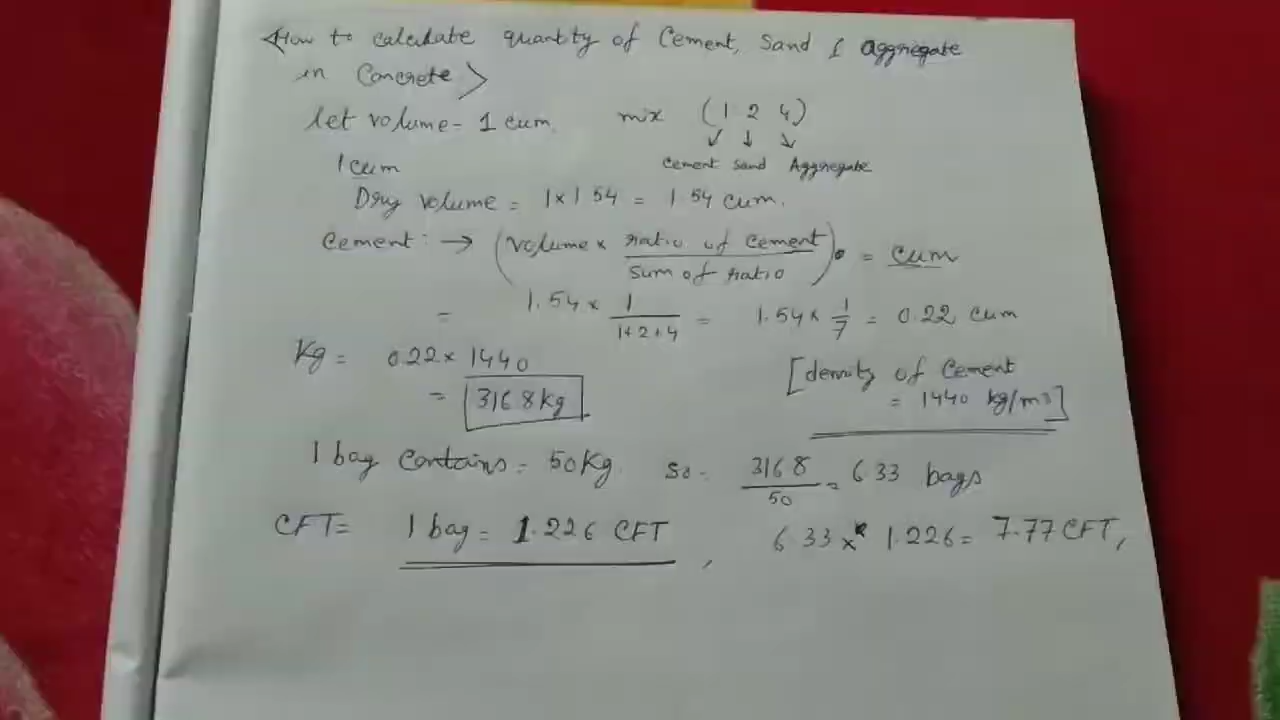 <How to calculate quantity of Cement, Sand & Aggregate
in Concrete>
let volume = 1 cum. mix (1 2 4)
↙ ↓ ↘
1 cum Cement Sand Aggregate
Dry volume = 1 x 1.54 = 1.54 cum.
Cement: → (volume x ratio of cement / sum of ratio) = cum
= 1.54 x 1 / 1+2+4 = 1.54 x 1/7 = 0.22 cum
Kg = 0.22 x 1440 [density of Cement
= 316.8 kg = 1440 kg/m³]
1 bag Contains = 50 Kg. so = 316.8 / 50 = 6.33 bags
CFT = 1 bag = 1.226 CFT, 6.33 x 1.226 = 7.77 CFT,